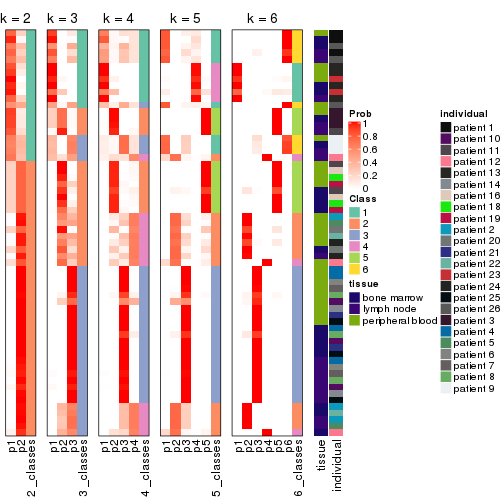 k = 2
k = 3
k = 4
k = 5
k = 6
Prob
1
0.8
0.6
0.4
0.2
0
Class
1
2
3
4
5
6
tissue
bone marrow
lymph node
peripheral blood
Individual
patient 1
patient 10
patient 11
patient 12
patient 13
patient 14
patient 16
patient 18
patient 19
patient 2
patient 20
patient 21
patient 22
patient 23
patient 24
patient 25
patient 26
patient 3
patient 4
patient 5
patient 6
patient 7
patient 8
patient 9
p1
p2
2_classes
p1
p2
p3
3_classes
p1
p2
p3
p4
4_classes
p1
p2
p3
p4
p5
5_classes
p1
p2
p3
p4
p5
p6
6_classes
tissue
individual